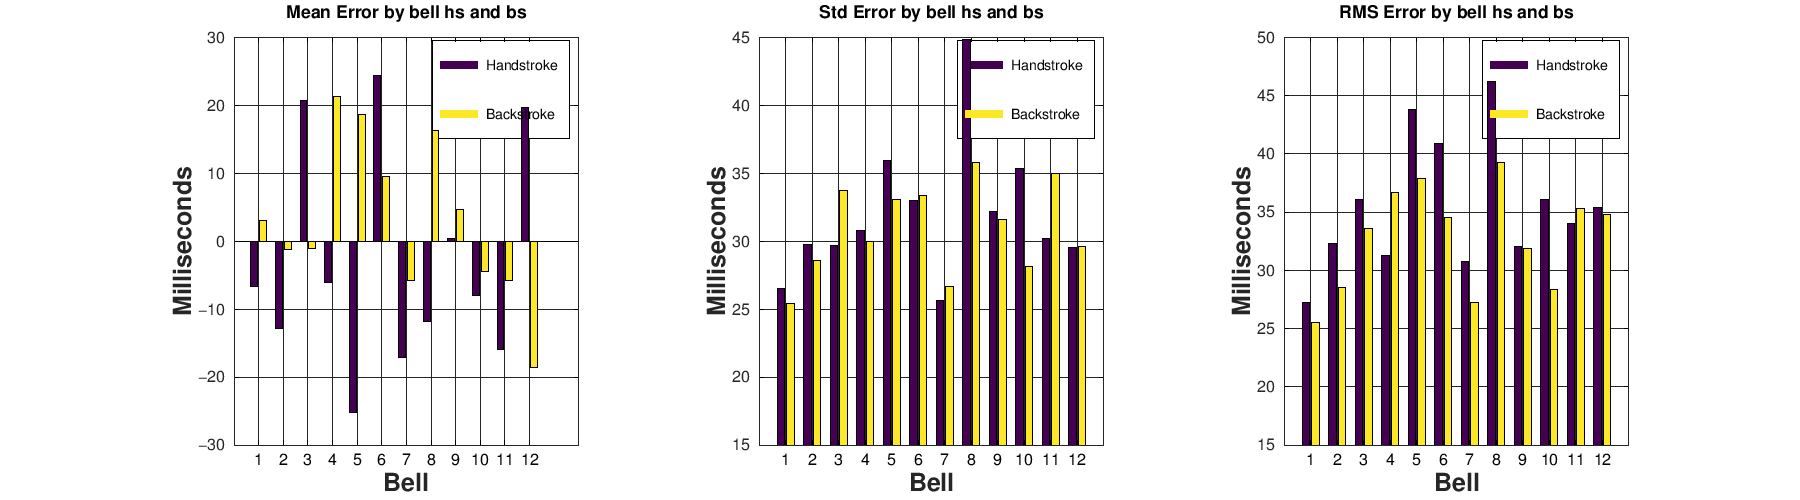 Mean Error by bell hs and bs
30
20
10
0
−10
−20
−30
Milliseconds
Handstroke
Backstroke
1 2 3 4 5 6 7 8 9 10 11 12
Bell
Std Error by bell hs and bs
45
40
35
30
25
20
15
Milliseconds
Handstroke
Backstroke
1 2 3 4 5 6 7 8 9 10 11 12
Bell
RMS Error by bell hs and bs
50
45
40
35
30
25
20
15
Milliseconds
Handstroke
Backstroke
1 2 3 4 5 6 7 8 9 10 11 12
Bell